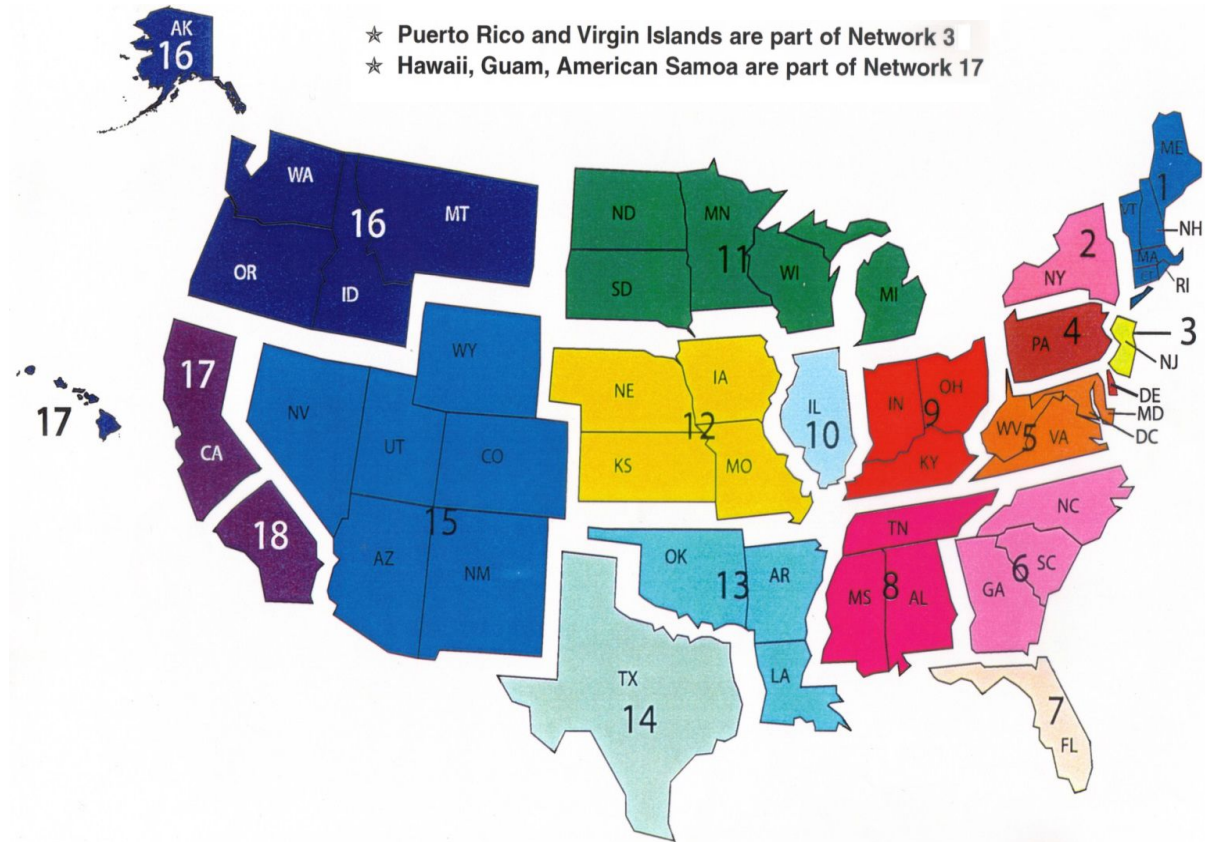 AK
16
✯ Puerto Rico and Virgin Islands are part of Network 3
✯ Hawaii, Guam, American Samoa are part of Network 17
WA
16
MT
OR
ID
ND
MN
11
WI
SD
MI
ME
1
VT
NH
MA
CT
RI
2
NY
4
PA
3
NJ
DE
MD
DC
17
CA
17
18
WY
NV
UT
CO
15
AZ
NM
NE
IA
12
KS
MO
IL
10
IN
OH
9
KY
WV
5
VA
OK
13
AR
LA
TX
14
TN
MS
8
AL
NC
6
SC
GA
7
FL